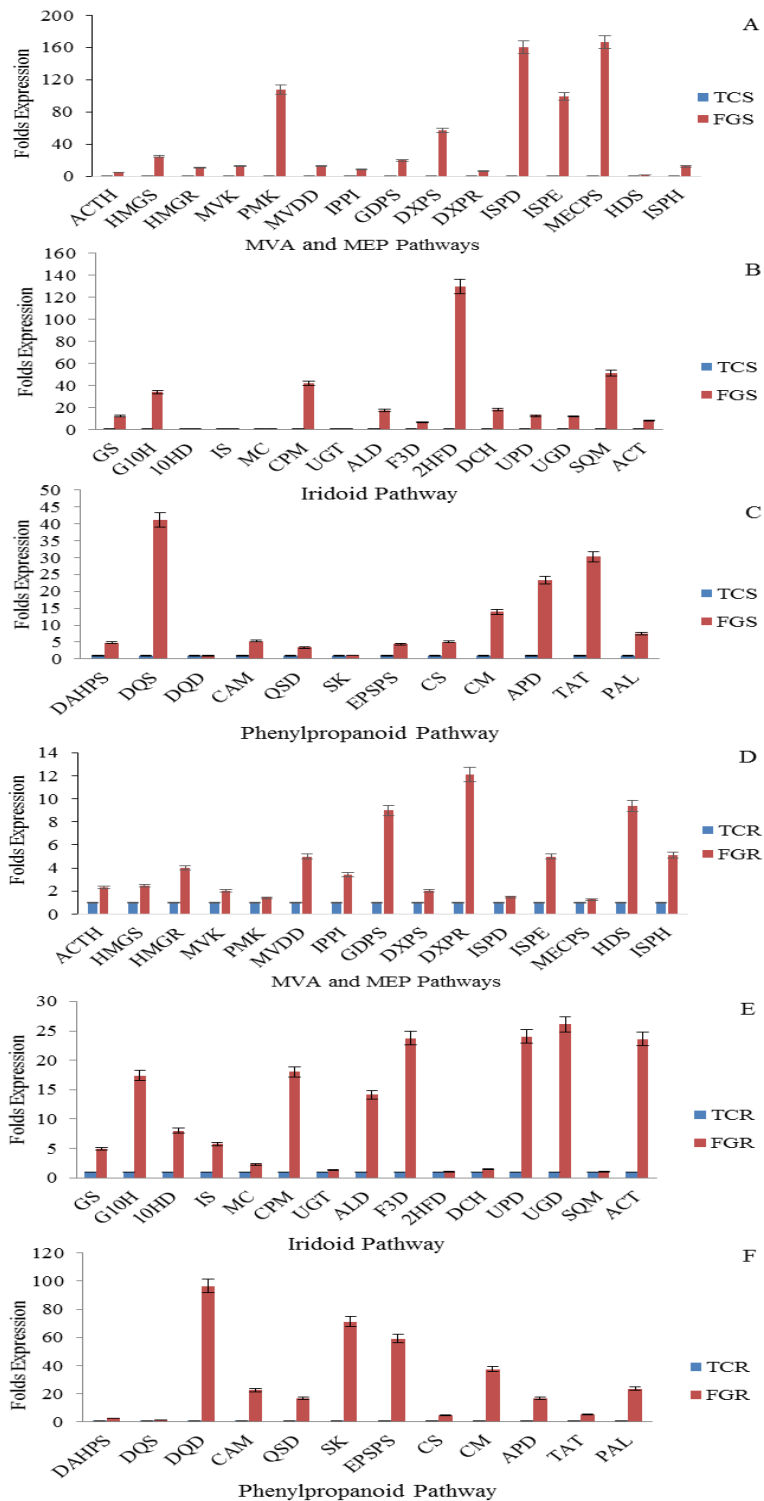 A
Folds Expression
200
160
120
80
40
0
TCS
FGS
ACTH HMGS HMGR MVK PMK MVDD IPPI GDPS DXPS DXPR ISPD ISPE MECPS HDS ISPH
MVA and MEP Pathways
B
Folds Expression
160
140
120
100
80
60
40
20
0
TCS
FGS
GS G10H 10HD IS MC CPM UGT ALD F3D 2HFD DCH UPD UGD SQM ACT
Iridoid Pathway
C
Folds Expression
50
45
40
35
30
25
20
15
10
5
0
TCS
FGS
DAHPS DQS DQD CAM QSD SK EPSPS CS CM APD TAT PAL
Phenylpropanoid Pathway
D
Folds Expression
14
12
10
8
6
4
2
0
TCR
FGR
ACTH HMGS HMGR MVK PMK MVDD IPPI GDPS DXPS DXPR ISPD ISPE MECPS HDS ISPH
MVA and MEP Pathways
E
Folds Expression
30
25
20
15
10
5
0
TCR
FGR
GS G10H 10HD IS MC CPM UGT ALD F3D 2HFD DCH UPD UGD SQM ACT
Iridoid Pathway
F
Folds Expression
120
100
80
60
40
20
0
TCR
FGR
DAHPS DQS DQD CAM QSD SK EPSPS CS CM APD TAT PAL
Phenylpropanoid Pathway